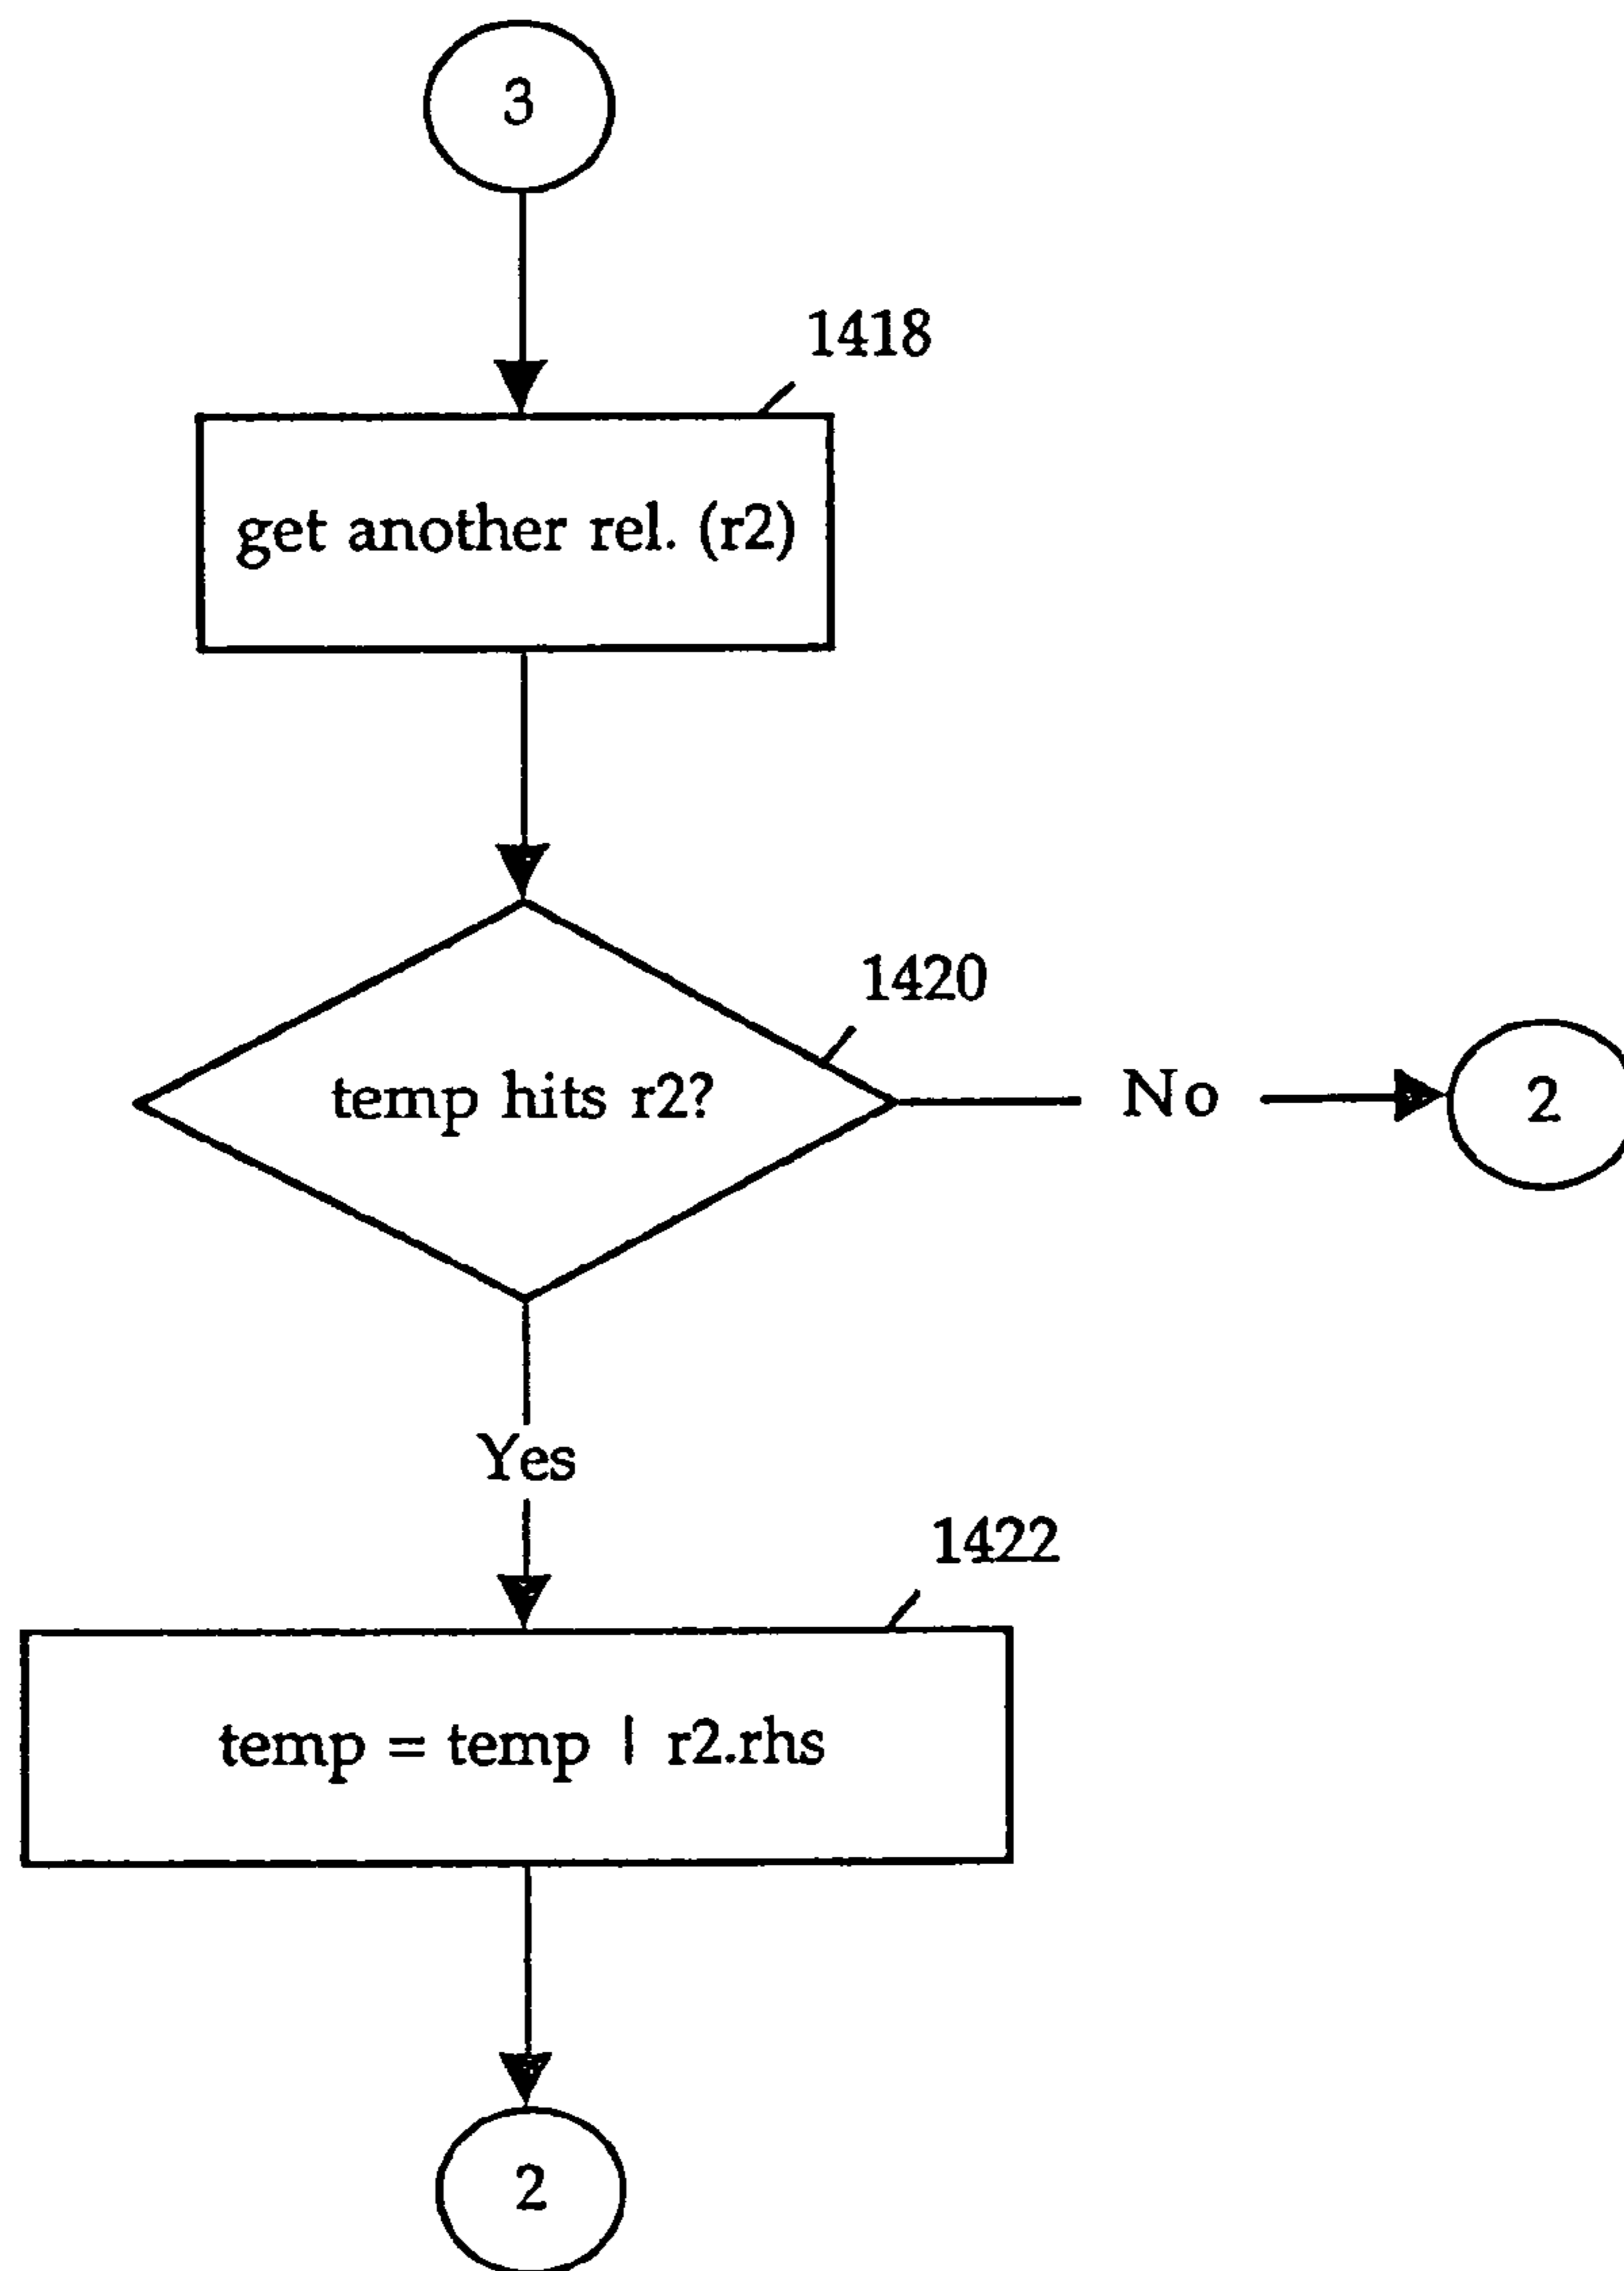 3
1418
get another rel. (r2)
1420
temp hits r2?
No
2
Yes
1422
temp = temp | r2.rhs
2